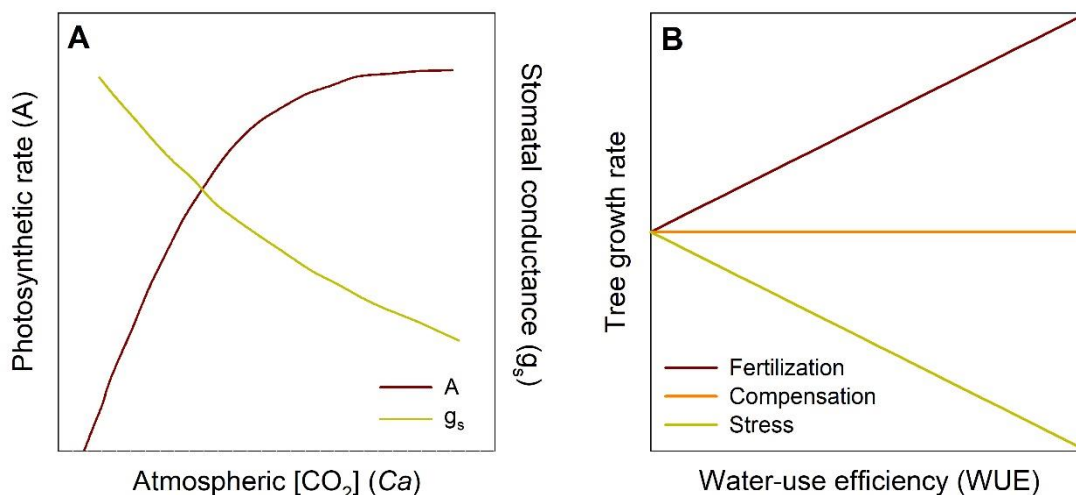 A
Photosynthetic rate (A)
A
gₛ
Atmospheric [CO₂] (Ca)
Stomatal conductance (gₛ)
B
Tree growth rate
Fertilization
Compensation
Stress
Water-use efficiency (WUE)